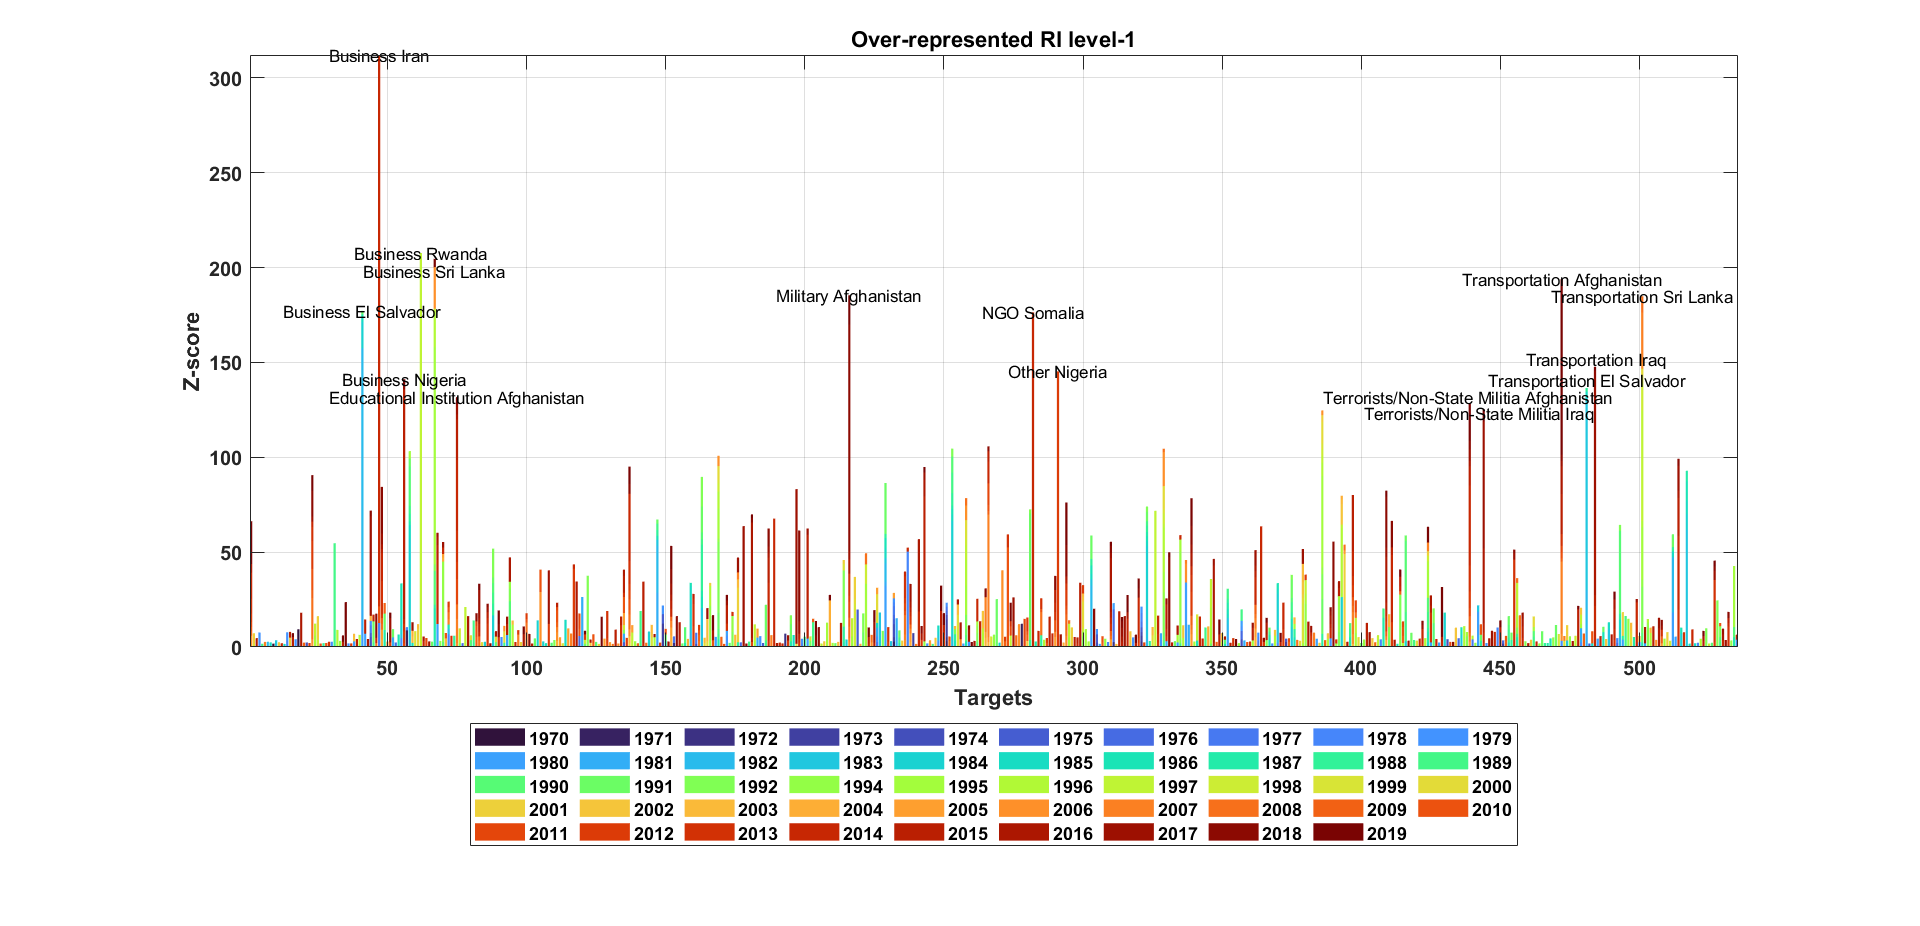 Over-represented RI level-1
Business Iran
300
250
Business Rwanda
Business Sri Lanka
Transportation Afghanistan
200
Military Afghanistan
Transportation Sri Lanka
Business El Salvador
NGO Somalia
Z-score
150
Transportation Iraq
Other Nigeria
Business Nigeria
Transportation El Salvador
Educational Institution Afghanistan
Terrorists/Non-State Militia Afghanistan
Terrorists/Non-State Militia Iraq
100
50
0
50 100 150 200 250 300 350 400 450 500
Targets
1970 1971 1972 1973 1974 1975 1976 1977 1978 1979
1980 1981 1982 1983 1984 1985 1986 1987 1988 1989
1990 1991 1992 1994 1995 1996 1997 1998 1999 2000
2001 2002 2003 2004 2005 2006 2007 2008 2009 2010
2011 2012 2013 2014 2015 2016 2017 2018 2019